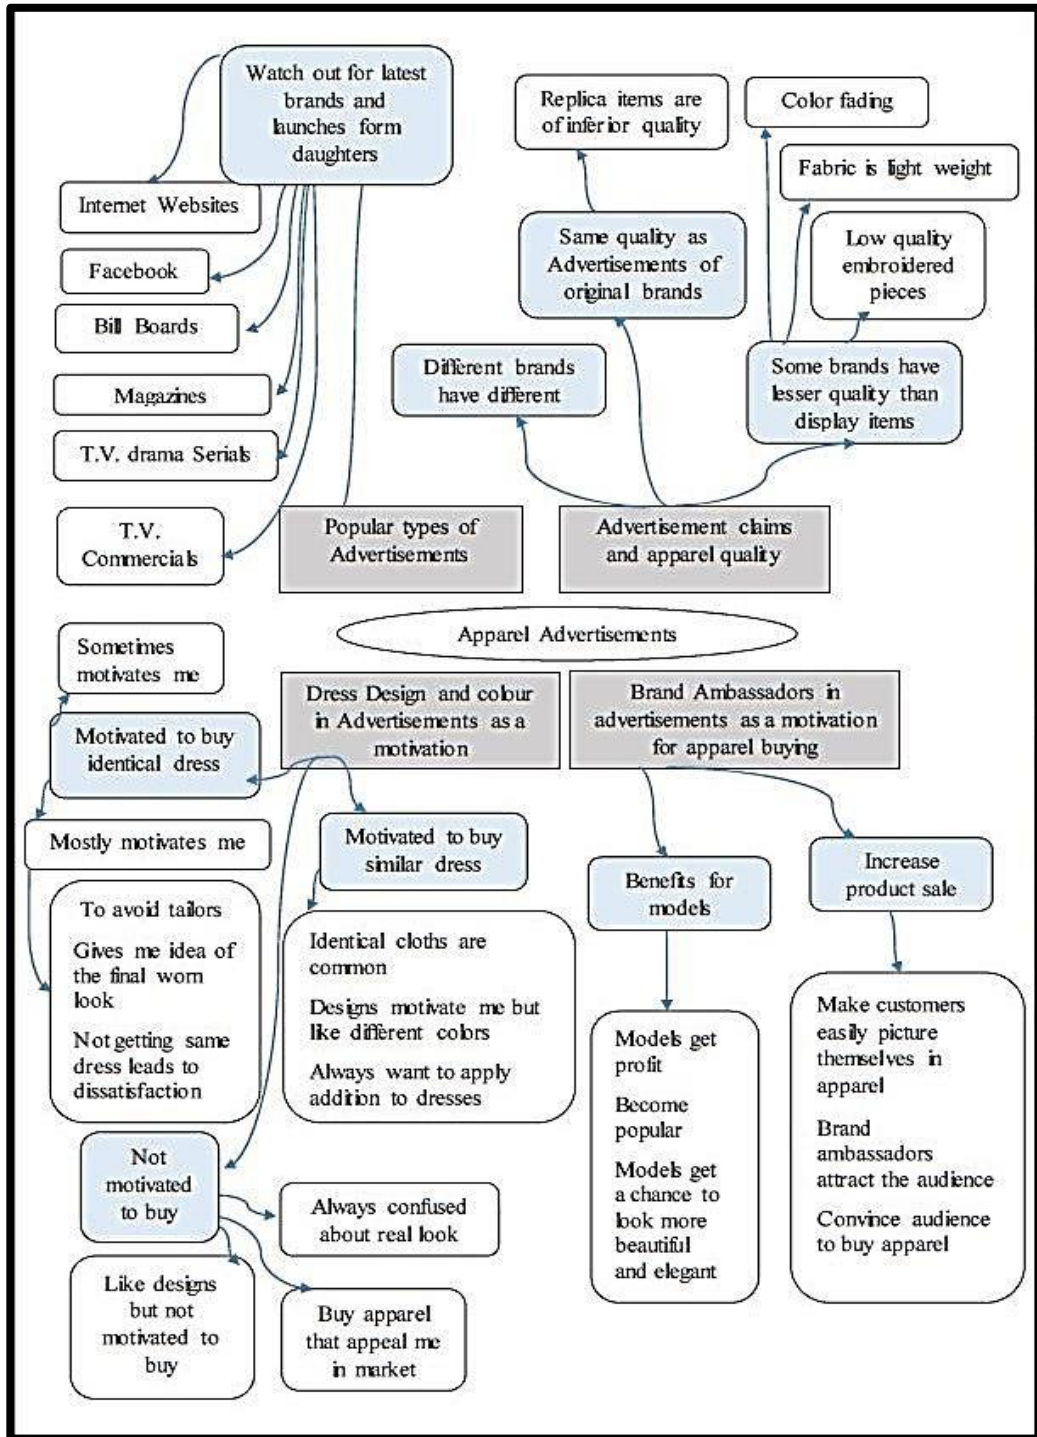 Watch out for latest
brands and
launches form
daughters
Internet Websites
Facebook
Bill Boards
Magazines
T.V. drama Serials
T.V.
Commercials
Popular types of
Advertisements
Replica items are
of inferior quality
Color fading
Fabric is light weight
Same quality as
Advertisements of
original brands
Low quality
embroidered
pieces
Different brands
have different
Some brands have
lesser quality than
display items
Advertisement claims
and apparel quality
Apparel Advertisements
Sometimes
motivates me
Dress Design and colour
in Advertisements as a
motivation
Brand Ambassadors in
advertisements as a motivation
for apparel buying
Motivated to buy
identical dress
Mostly motivates me
Motivated to buy
similar dress
To avoid tailors
Gives me idea of
the final worn
look
Not getting same
dress leads to
dissatisfaction
Identical cloths are
common
Designs motivate me but
like different colors
Always want to apply
addition to dresses
Not
motivated
to buy
Always confused
about real look
Like designs
but not
motivated to
buy
Buy apparel
that appeal me
in market
Benefits for
models
Increase
product sale
Models get
profit
Become
popular
Models get
a chance to
look more
beautiful
and elegant
Make customers
easily picture
themselves in
apparel
Brand
ambassadors
attract the audience
Convince audience
to buy apparel